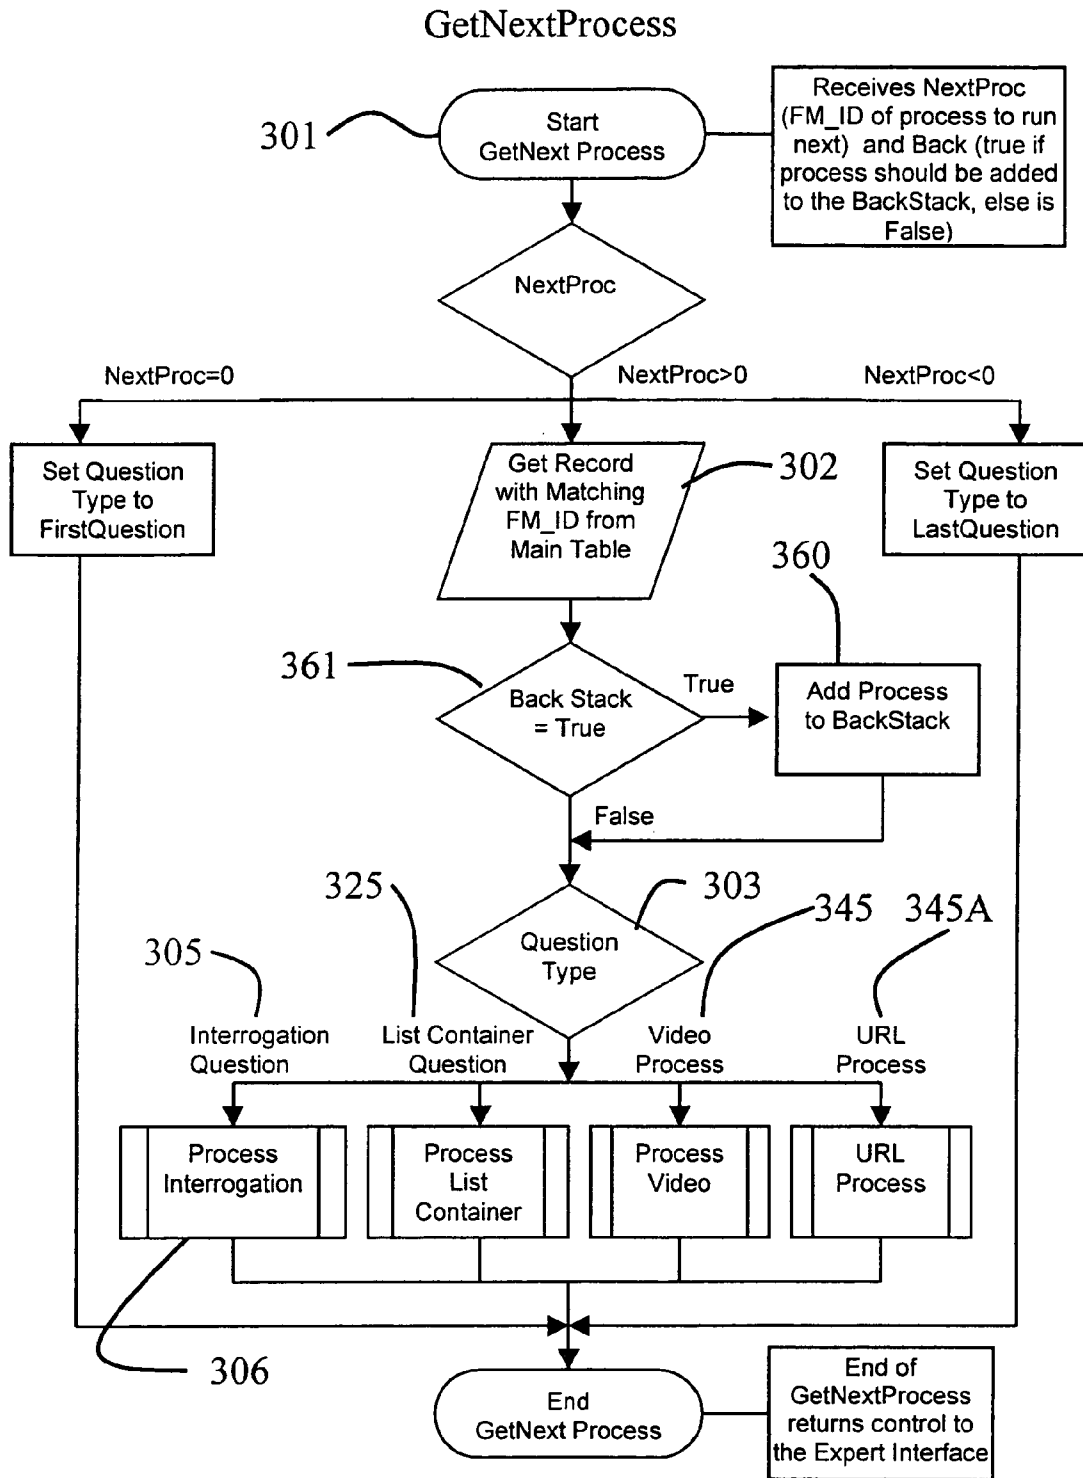 GetNextProcess
301
Start
GetNext Process
Receives NextProc
(FM_ID of process to run
next) and Back (true if
process should be added
to the BackStack, else is
False)
NextProc
NextProc=0
NextProc>0
NextProc<0
Set Question
Type to
FirstQuestion
Get Record
with Matching
FM_ID from
Main Table
302
Set Question
Type to
LastQuestion
360
361
Back Stack
= True
True
Add Process
to BackStack
False
325
303
345
345A
305
Question
Type
Interrogation
Question
List Container
Question
Video
Process
URL
Process
Process
Interrogation
Process
List
Container
Process
Video
URL
Process
306
End
GetNext Process
End of
GetNextProcess
returns control to
the Expert Interface